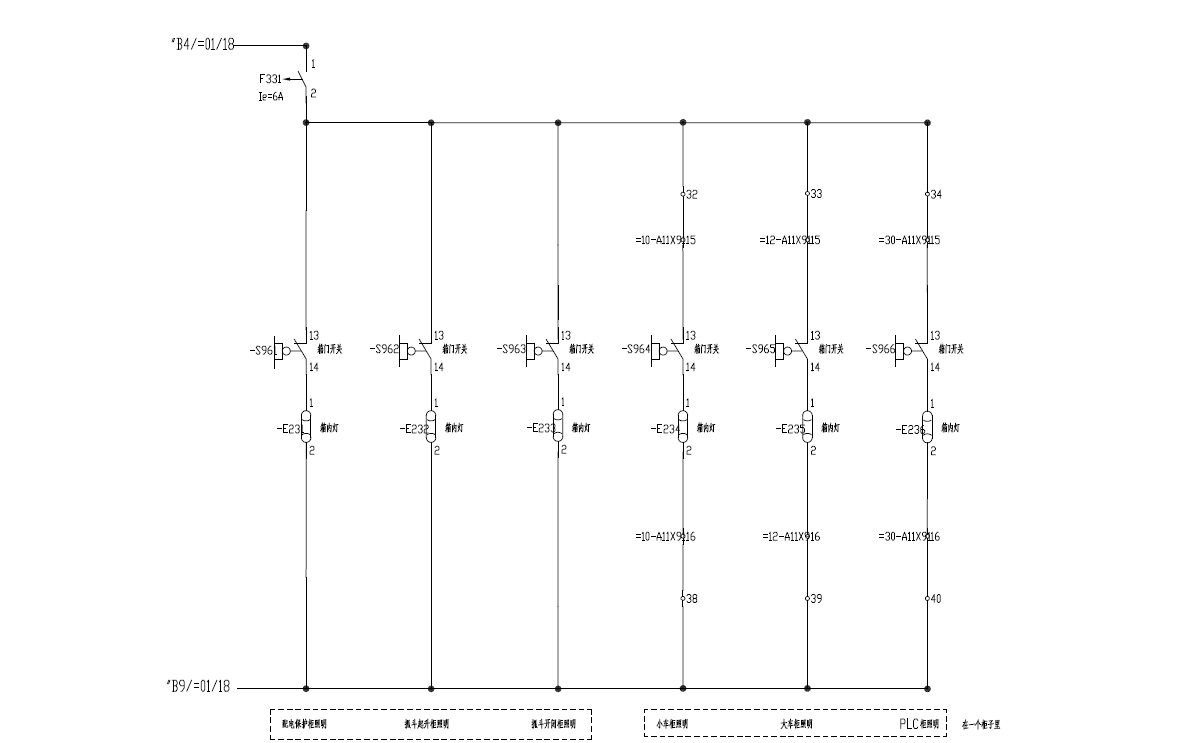 "B4/=01/18
1
F331
Ie=6A
2
32
33
34
=10-A11X9:15
=12-A11X9:15
=30-A11X9:15
13
13
13
13
13
13
-S961
箱门开关
-S962
箱门开关
-S963
箱门开关
-S964
箱门开关
-S965
箱门开关
-S966
箱门开关
14
14
14
14
14
14
1
1
1
1
1
1
-E231
箱内灯
-E232
箱内灯
-E233
箱内灯
-E234
箱内灯
-E235
箱内灯
-E236
箱内灯
2
2
2
2
2
2
=10-A11X9:16
=12-A11X9:16
=30-A11X9:16
38
39
40
"B9/=01/18
配电保护柜照明
抓斗起升柜照明
抓斗开闭柜照明
小车柜照明
大车柜照明
PLC柜照明
在一个柜子里